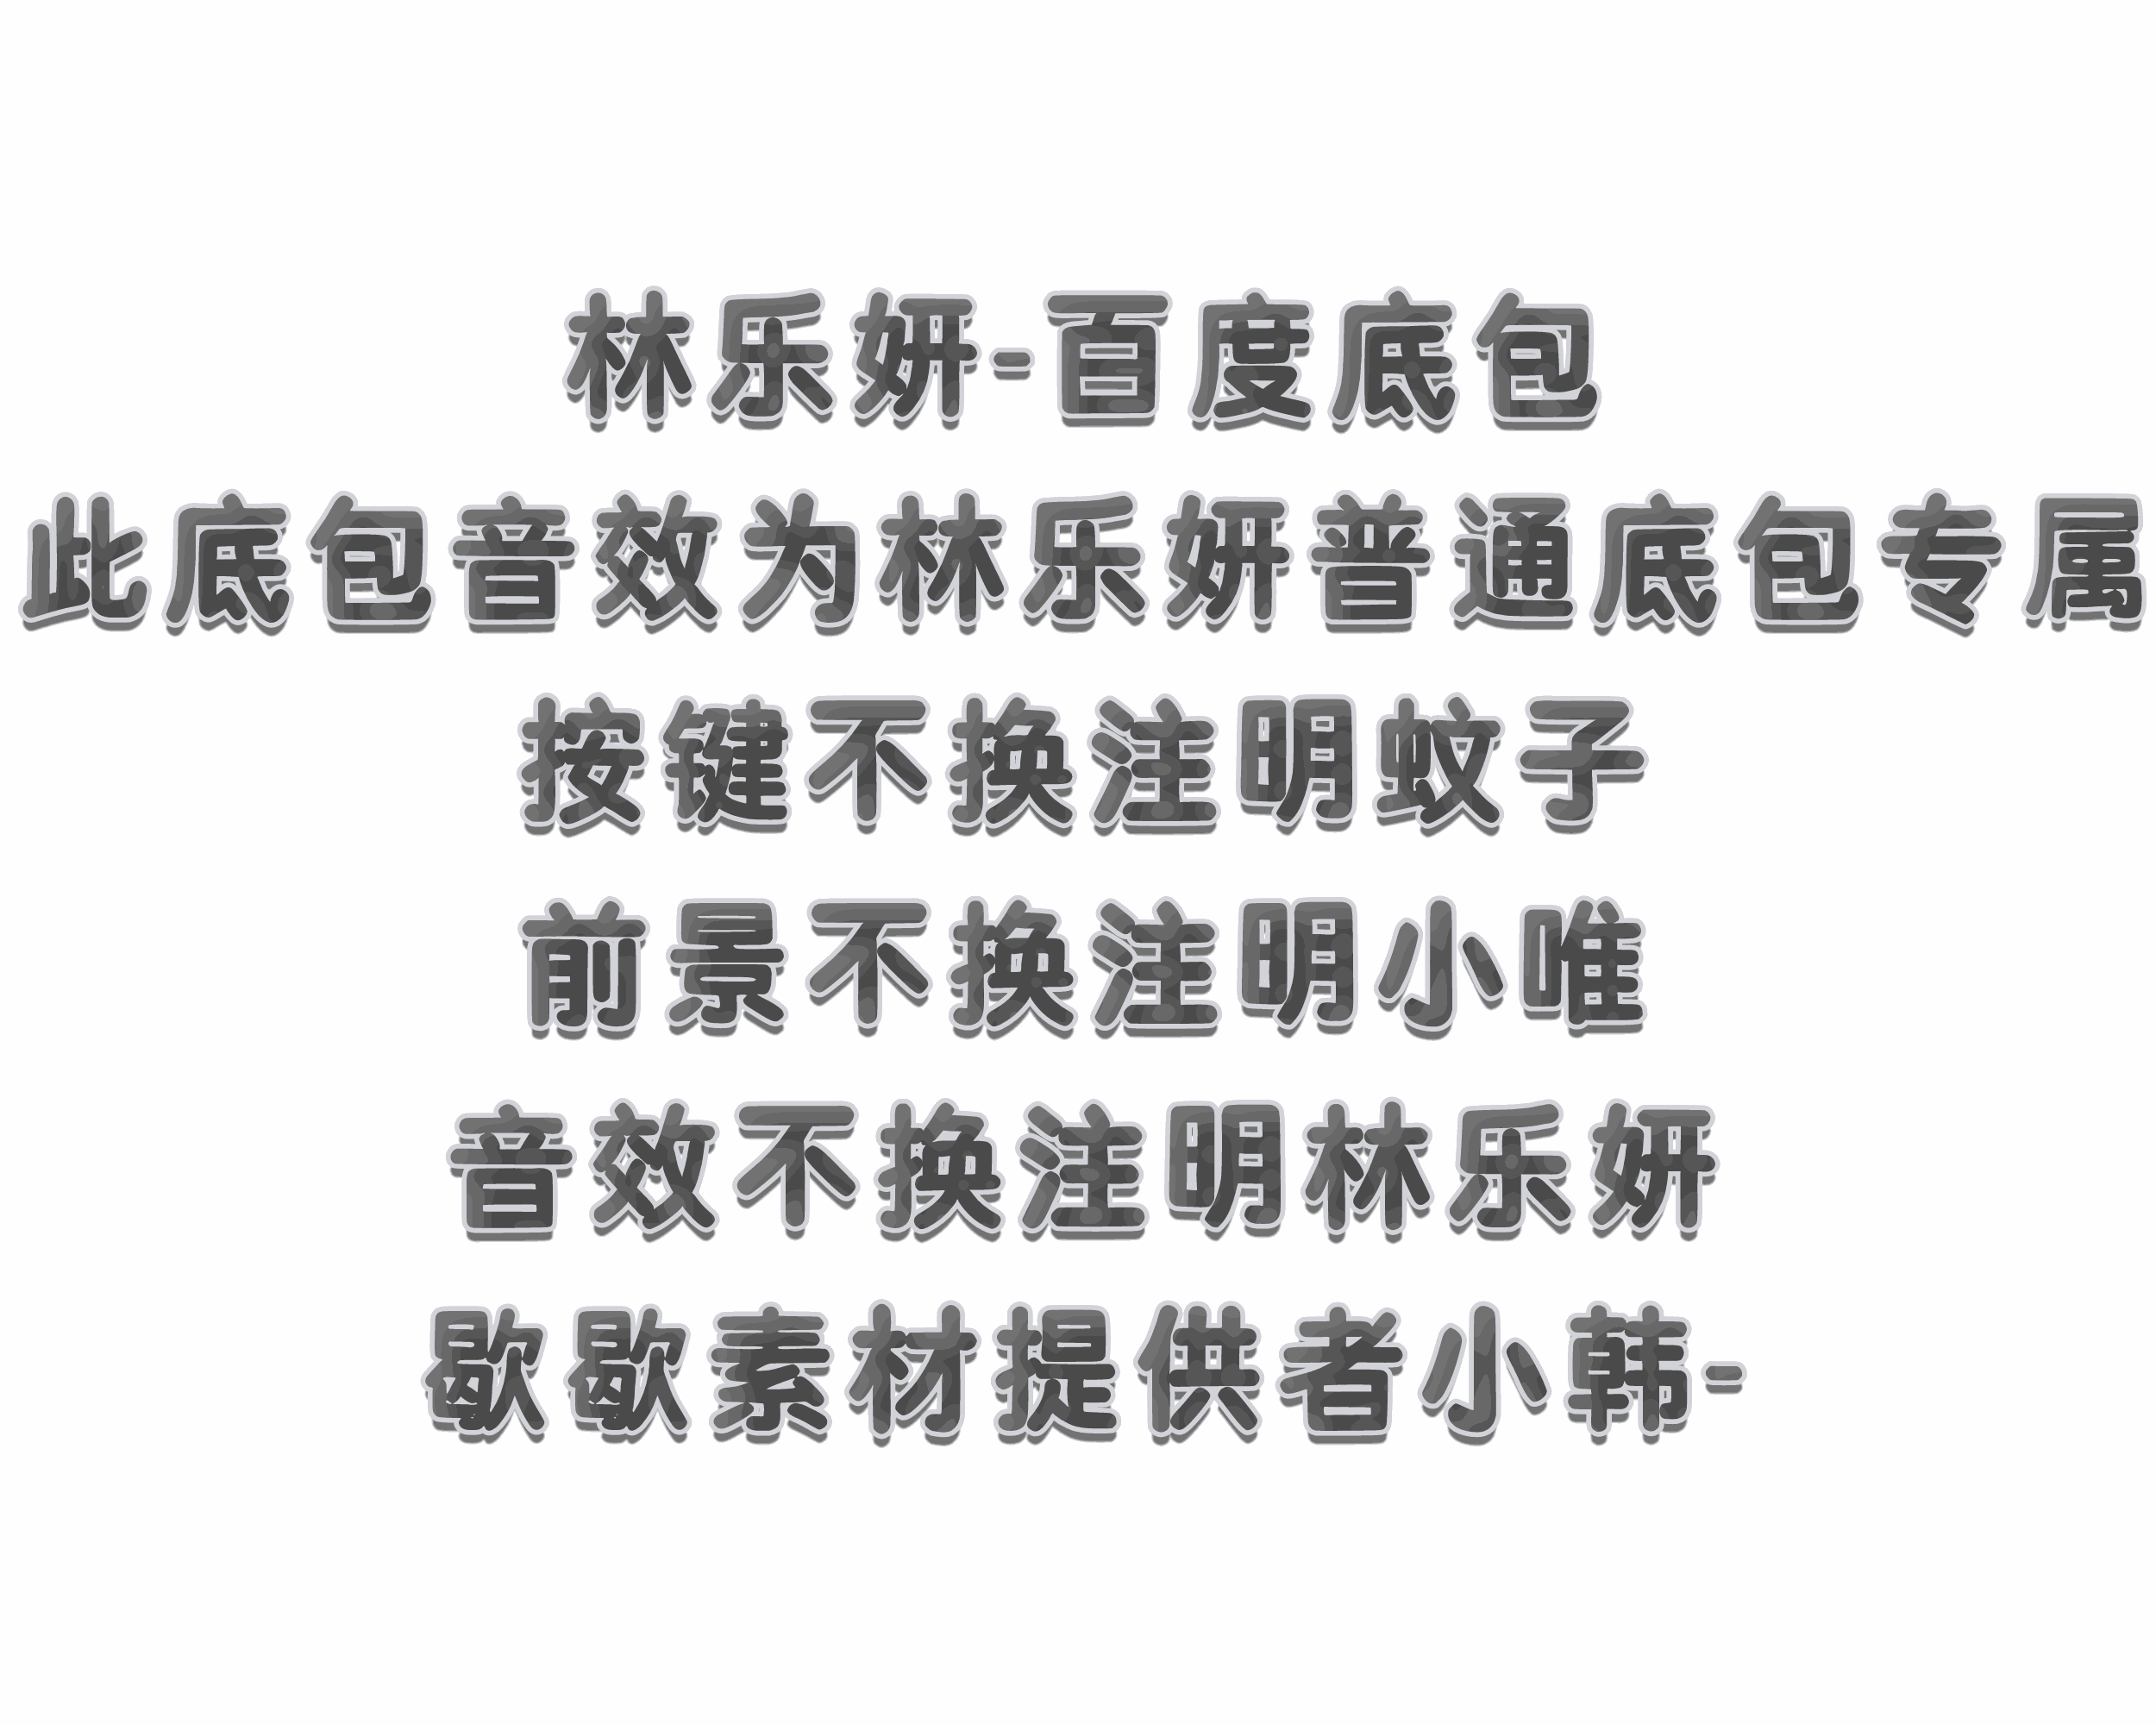 林乐妍-百度底包
此底包音效为林乐妍普通底包专属
按键不换注明蚊子
前景不换注明小唯
音效不换注明林乐妍
素材提供者小韩-